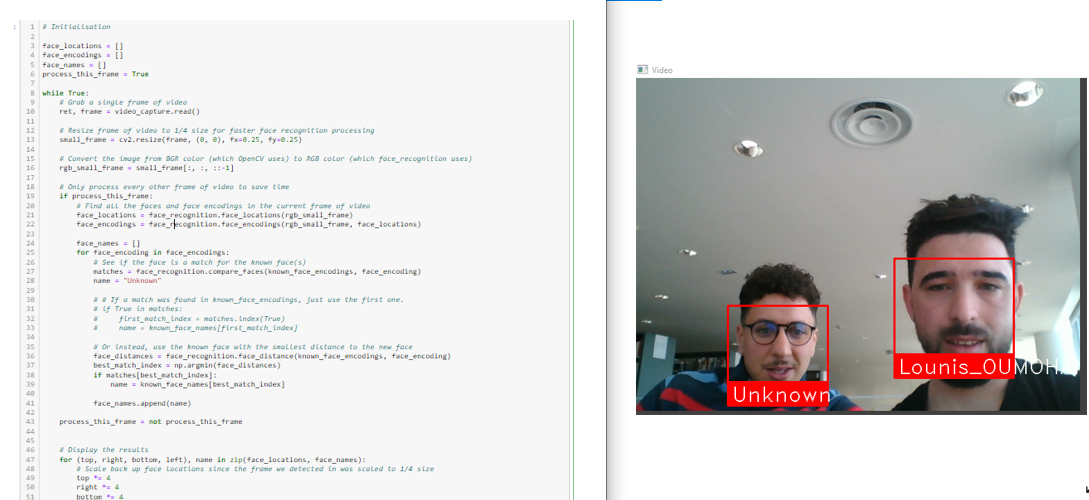 :
1 # Initialisation
2
3 face_locations = []
4 face_encodings = []
5 face_names = []
6 process_this_frame = True
7
8 while True:
9 # Grab a single frame of video
10 ret, frame = video_capture.read()
11
12 # Resize frame of video to 1/4 size for faster face recognition processing
13 small_frame = cv2.resize(frame, (0, 0), fx=0.25, fy=0.25)
14
15 # Convert the image from BGR color (which OpenCV uses) to RGB color (which face_recognition uses)
16 rgb_small_frame = small_frame[:, :, ::-1]
17
18 # Only process every other frame of video to save time
19 if process_this_frame:
20 # Find all the faces and face encodings in the current frame of video
21 face_locations = face_recognition.face_locations(rgb_small_frame)
22 face_encodings = face_recognition.face_encodings(rgb_small_frame, face_locations)
23
24 face_names = []
25 for face_encoding in face_encodings:
26 # See if the face is a match for the known face(s)
27 matches = face_recognition.compare_faces(known_face_encodings, face_encoding)
28 name = "Unknown"
29
30 # # If a match was found in known_face_encodings, just use the first one.
31 # if True in matches:
32 #     first_match_index = matches.index(True)
33 #     name = known_face_names[first_match_index]
34
35 # Or instead, use the known face with the smallest distance to the new face
36 face_distances = face_recognition.face_distance(known_face_encodings, face_encoding)
37 best_match_index = np.argmin(face_distances)
38 if matches[best_match_index]:
39 name = known_face_names[best_match_index]
40
41 face_names.append(name)
42
43 process_this_frame = not process_this_frame
44
45
46 # Display the results
47 for (top, right, bottom, left), name in zip(face_locations, face_names):
48 # Scale back up face locations since the frame we detected in was scaled to 1/4 size
49 top *= 4
50 right *= 4
51 bottom *= 4
Video
Unknown
Lounis_OUMOH